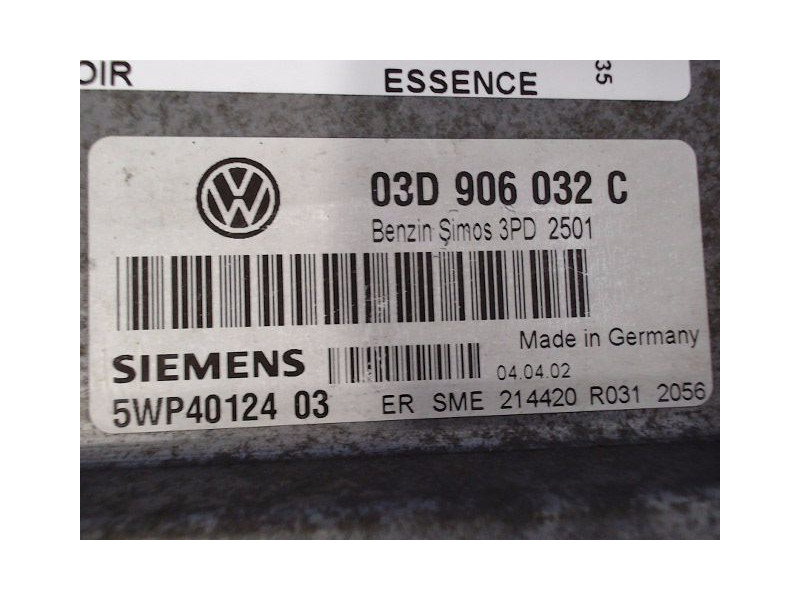 OIR ESSENCE 35
VW
03D 906 032 C
Benzin Simos 3PD 2501
Made in Germany
SIEMENS 04.04.02
5WP40124 03 ER SME 214420 R031 2056